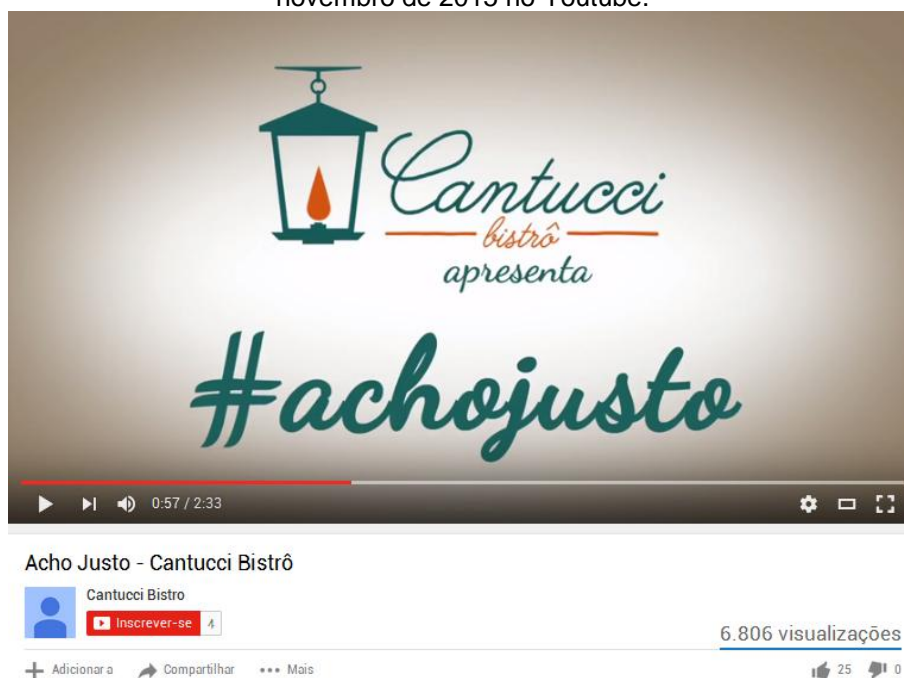 novembro de 2015 no Youtube.
Cantucci
bistrô
apresenta
#achojusto
0:57 / 2:33
Acho Justo - Cantucci Bistrô
Cantucci Bistro
Inscrever-se 4
6.806 visualizações
Adicionar a Compartilhar Mais 25 0